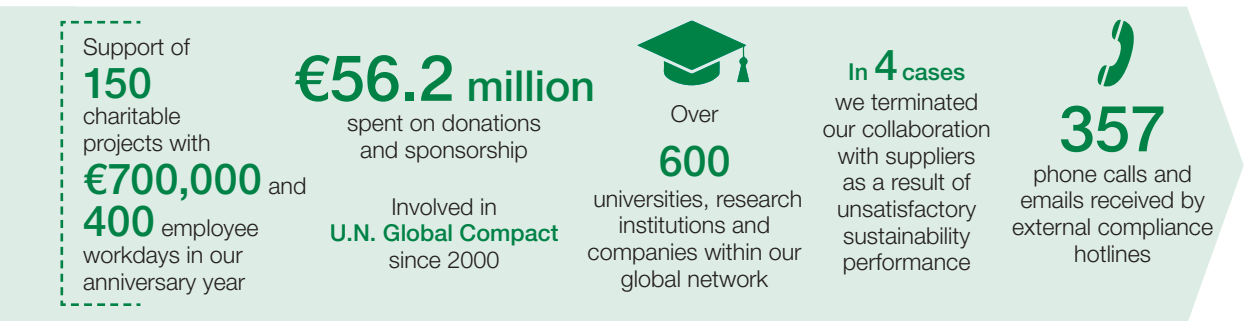 Support of
150
charitable
projects with
€700,000 and
400 employee
workdays in our
anniversary year
€56.2 million
spent on donations
and sponsorship
Involved in
U.N. Global Compact
since 2000
Over
600
universities, research
institutions and
companies within our
global network
In 4 cases
we terminated
our collaboration
with suppliers
as a result of
unsatisfactory
sustainability
performance
357
phone calls and
emails received by
external compliance
hotlines